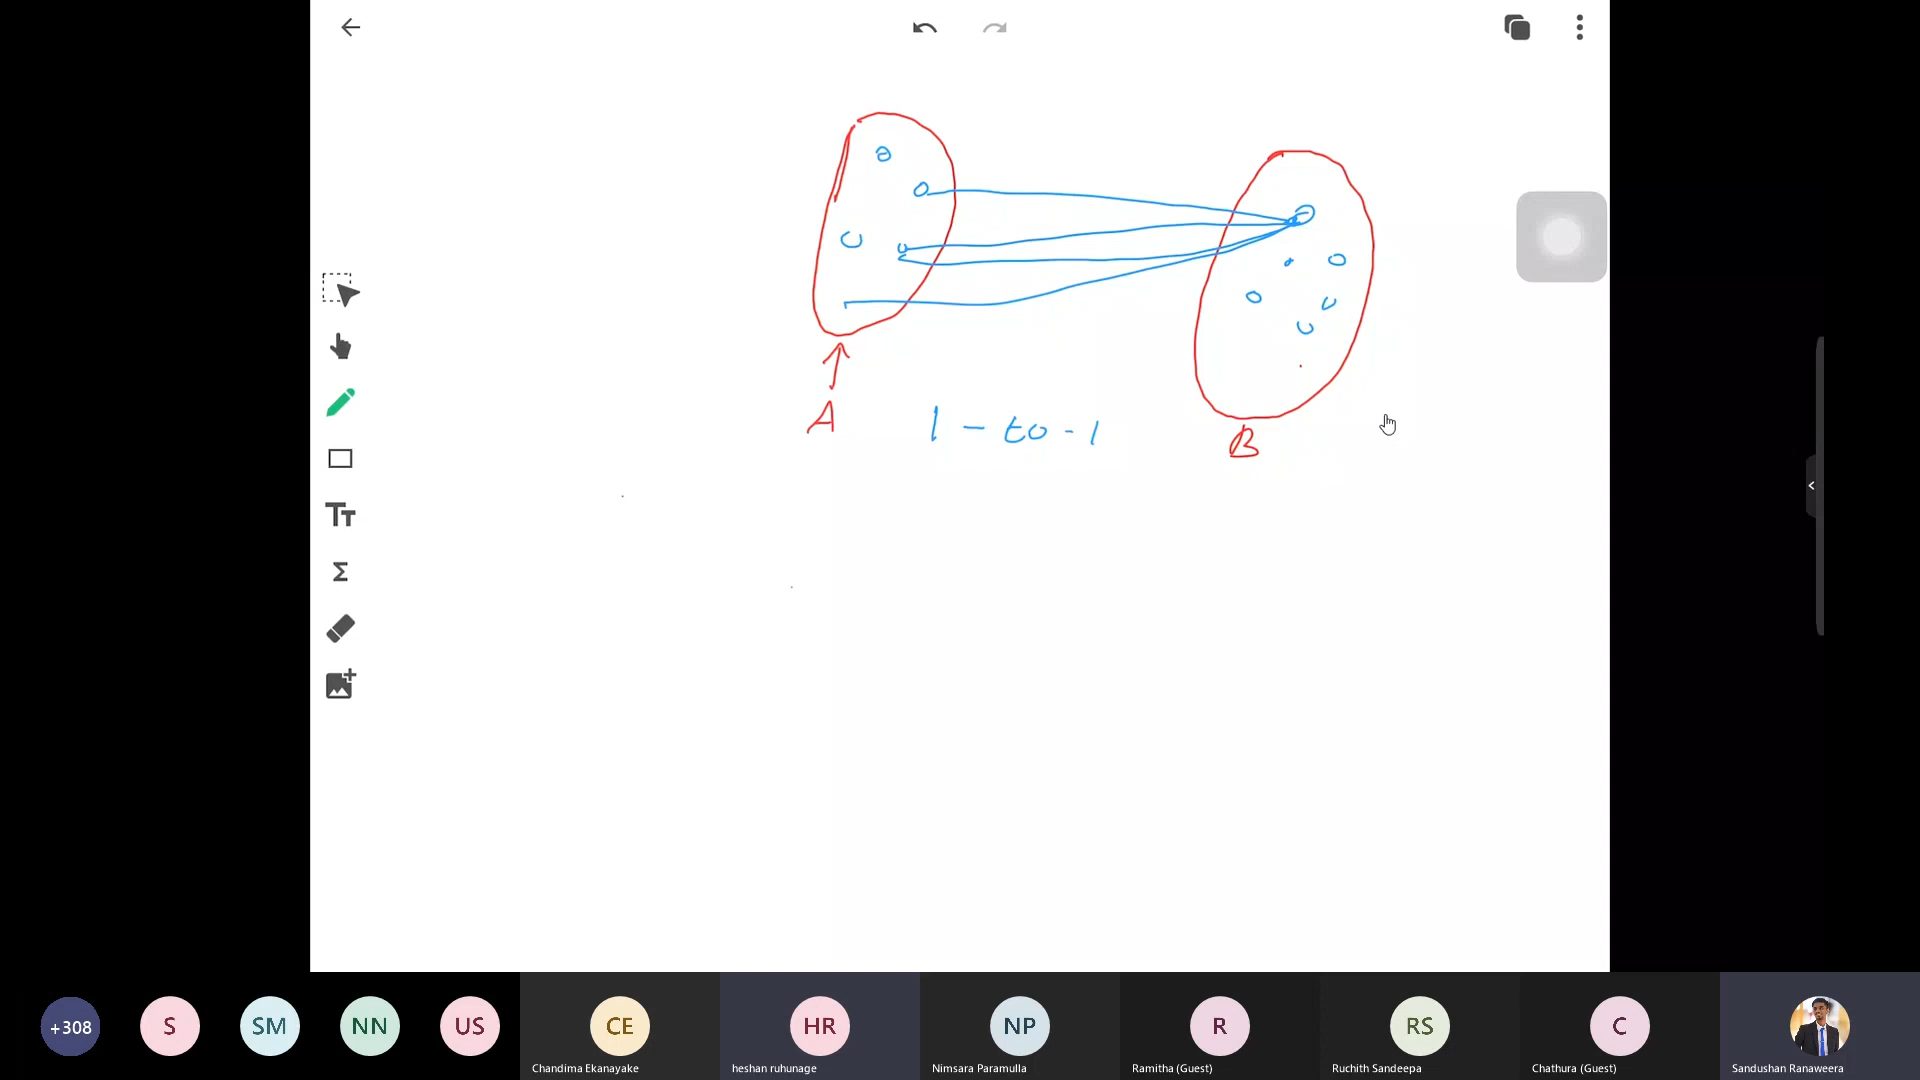 A
1 - to - 1
B
Tт
Σ
+308
S
SM
NN
US
CE
HR
NP
R
RS
C
Chandima Ekanayake
heshan ruhunage
Nimsara Paramulla
Ramitha (Guest)
Ruchith Sandeepa
Chathura (Guest)
Sandushan Ranaweera